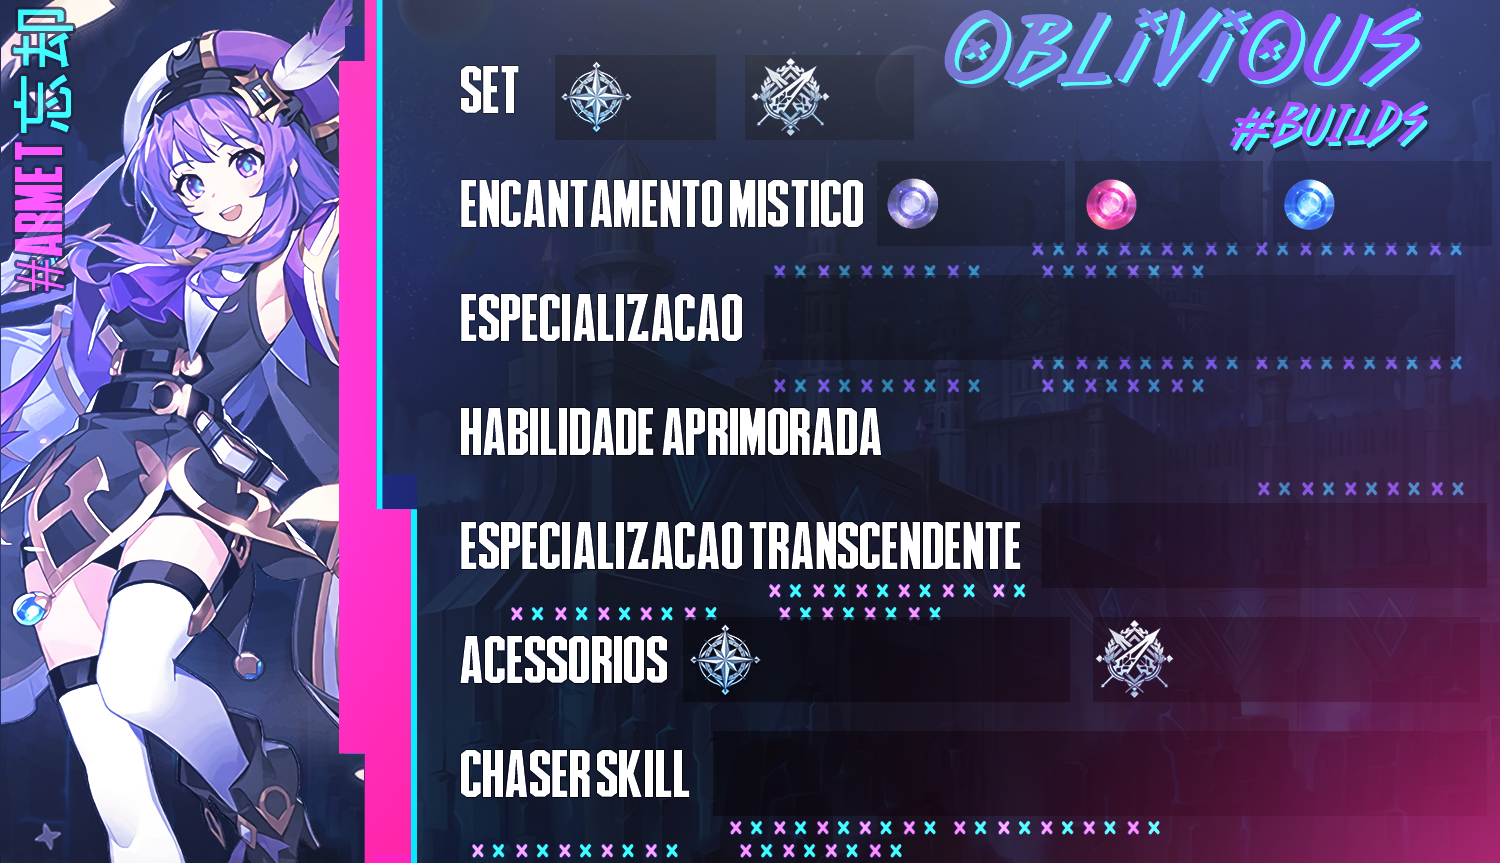 #ARMET 忘却
OBLIVIOUS
#BUILDS
SET
ENCANTAMENTO MISTICO
ESPECIALIZACAO
HABILIDADE APRIMORADA
ESPECIALIZACAO TRANSCENDENTE
ACESSORIOS
CHASER SKILL